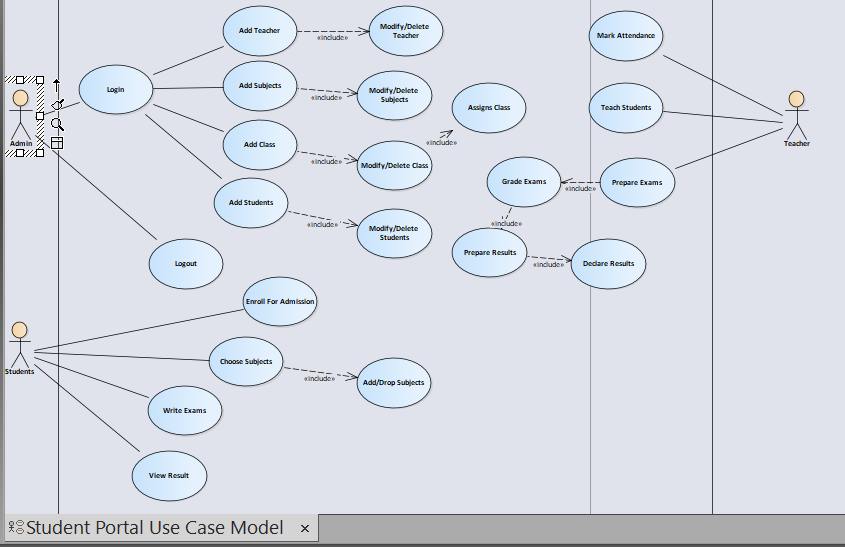 Add Teacher
«include»
Modify/Delete
Teacher
Mark Attendance
Login
Add Subjects
«include»
Modify/Delete
Subjects
Assigns Class
Teach Students
Admin
Teacher
Add Class
«include»
Modify/Delete Class
«include»
Grade Exams
«include»
Prepare Exams
Add Students
«include»
Modify/Delete
Students
«include»
Prepare Results
«include»
Declare Results
Logout
Enroll For Admission
Students
Choose Subjects
«include»
Add/Drop Subjects
Write Exams
View Result
Student Portal Use Case Model ×